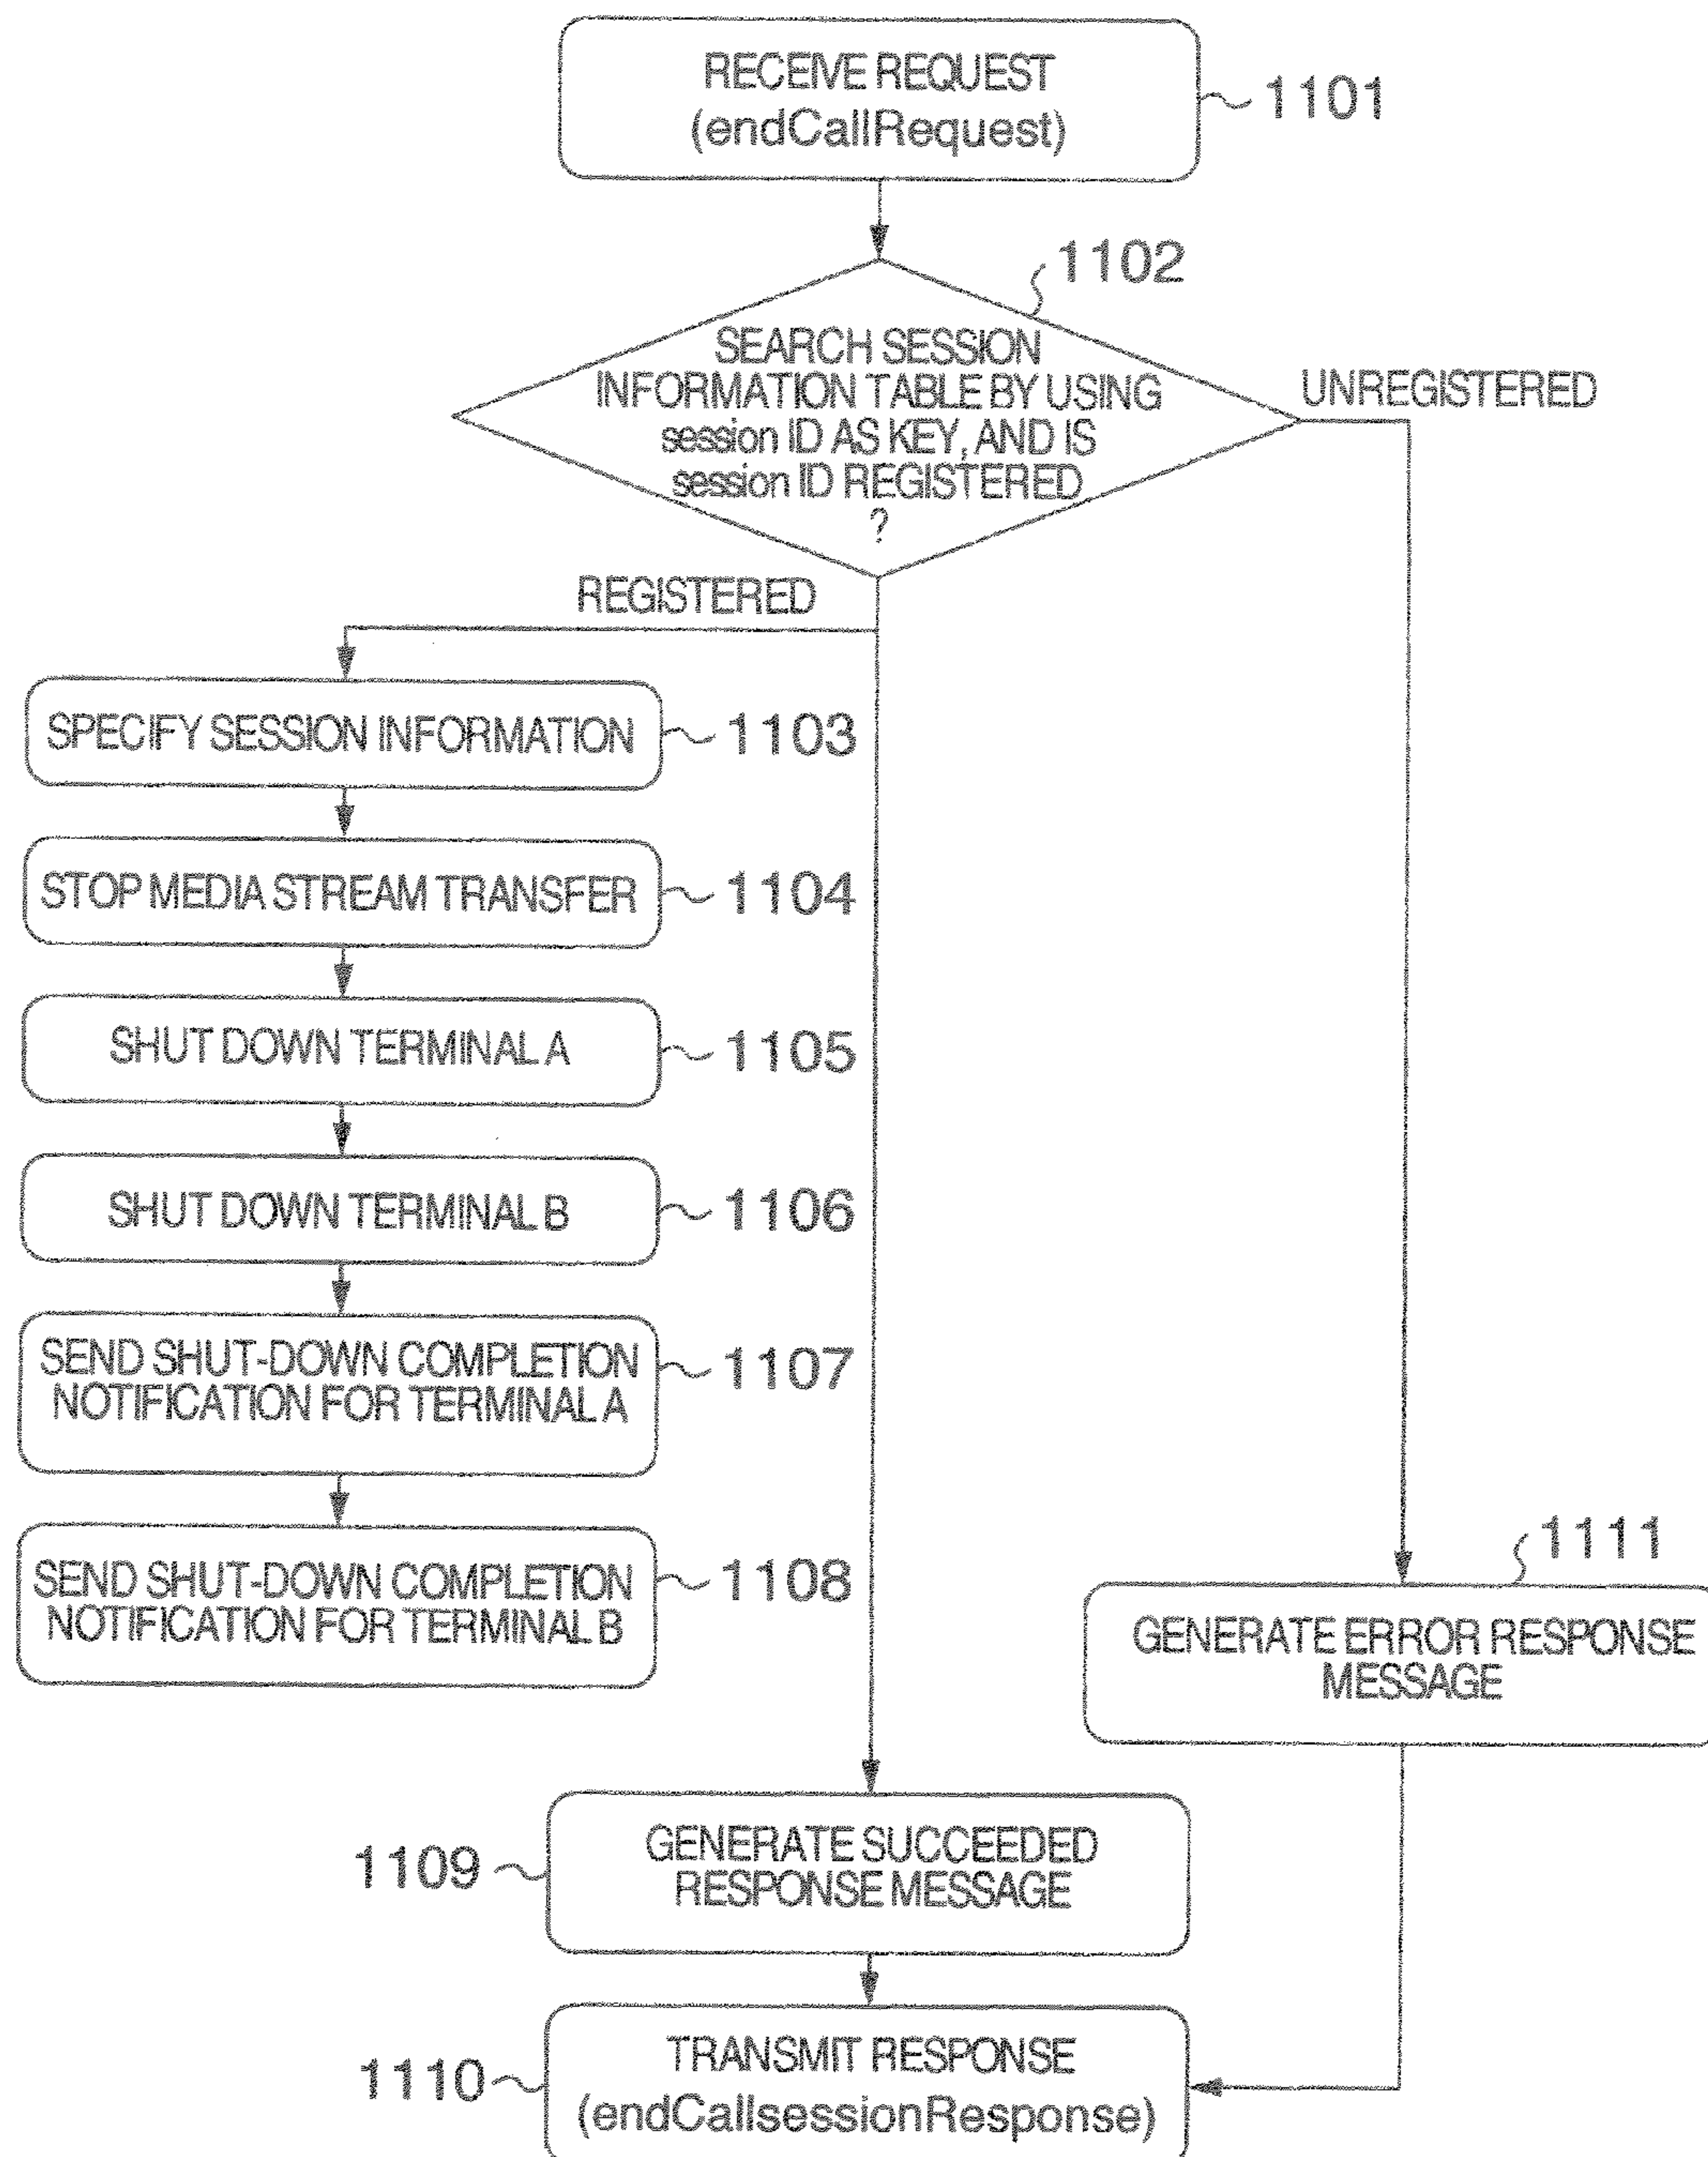 RECEIVE REQUEST
(endCallRequest)
1101
1102
SEARCH SESSION
INFORMATION TABLE BY USING
session ID AS KEY, AND IS
session ID REGISTERED
?
UNREGISTERED
REGISTERED
SPECIFY SESSION INFORMATION
1103
STOP MEDIA STREAM TRANSFER
1104
SHUT DOWN TERMINAL A
1105
SHUT DOWN TERMINAL B
1106
SEND SHUT-DOWN COMPLETION
NOTIFICATION FOR TERMINAL A
1107
SEND SHUT-DOWN COMPLETION
NOTIFICATION FOR TERMINAL B
1108
1111
GENERATE ERROR RESPONSE
MESSAGE
1109
GENERATE SUCCEEDED
RESPONSE MESSAGE
1110
TRANSMIT RESPONSE
(endCallsessionResponse)